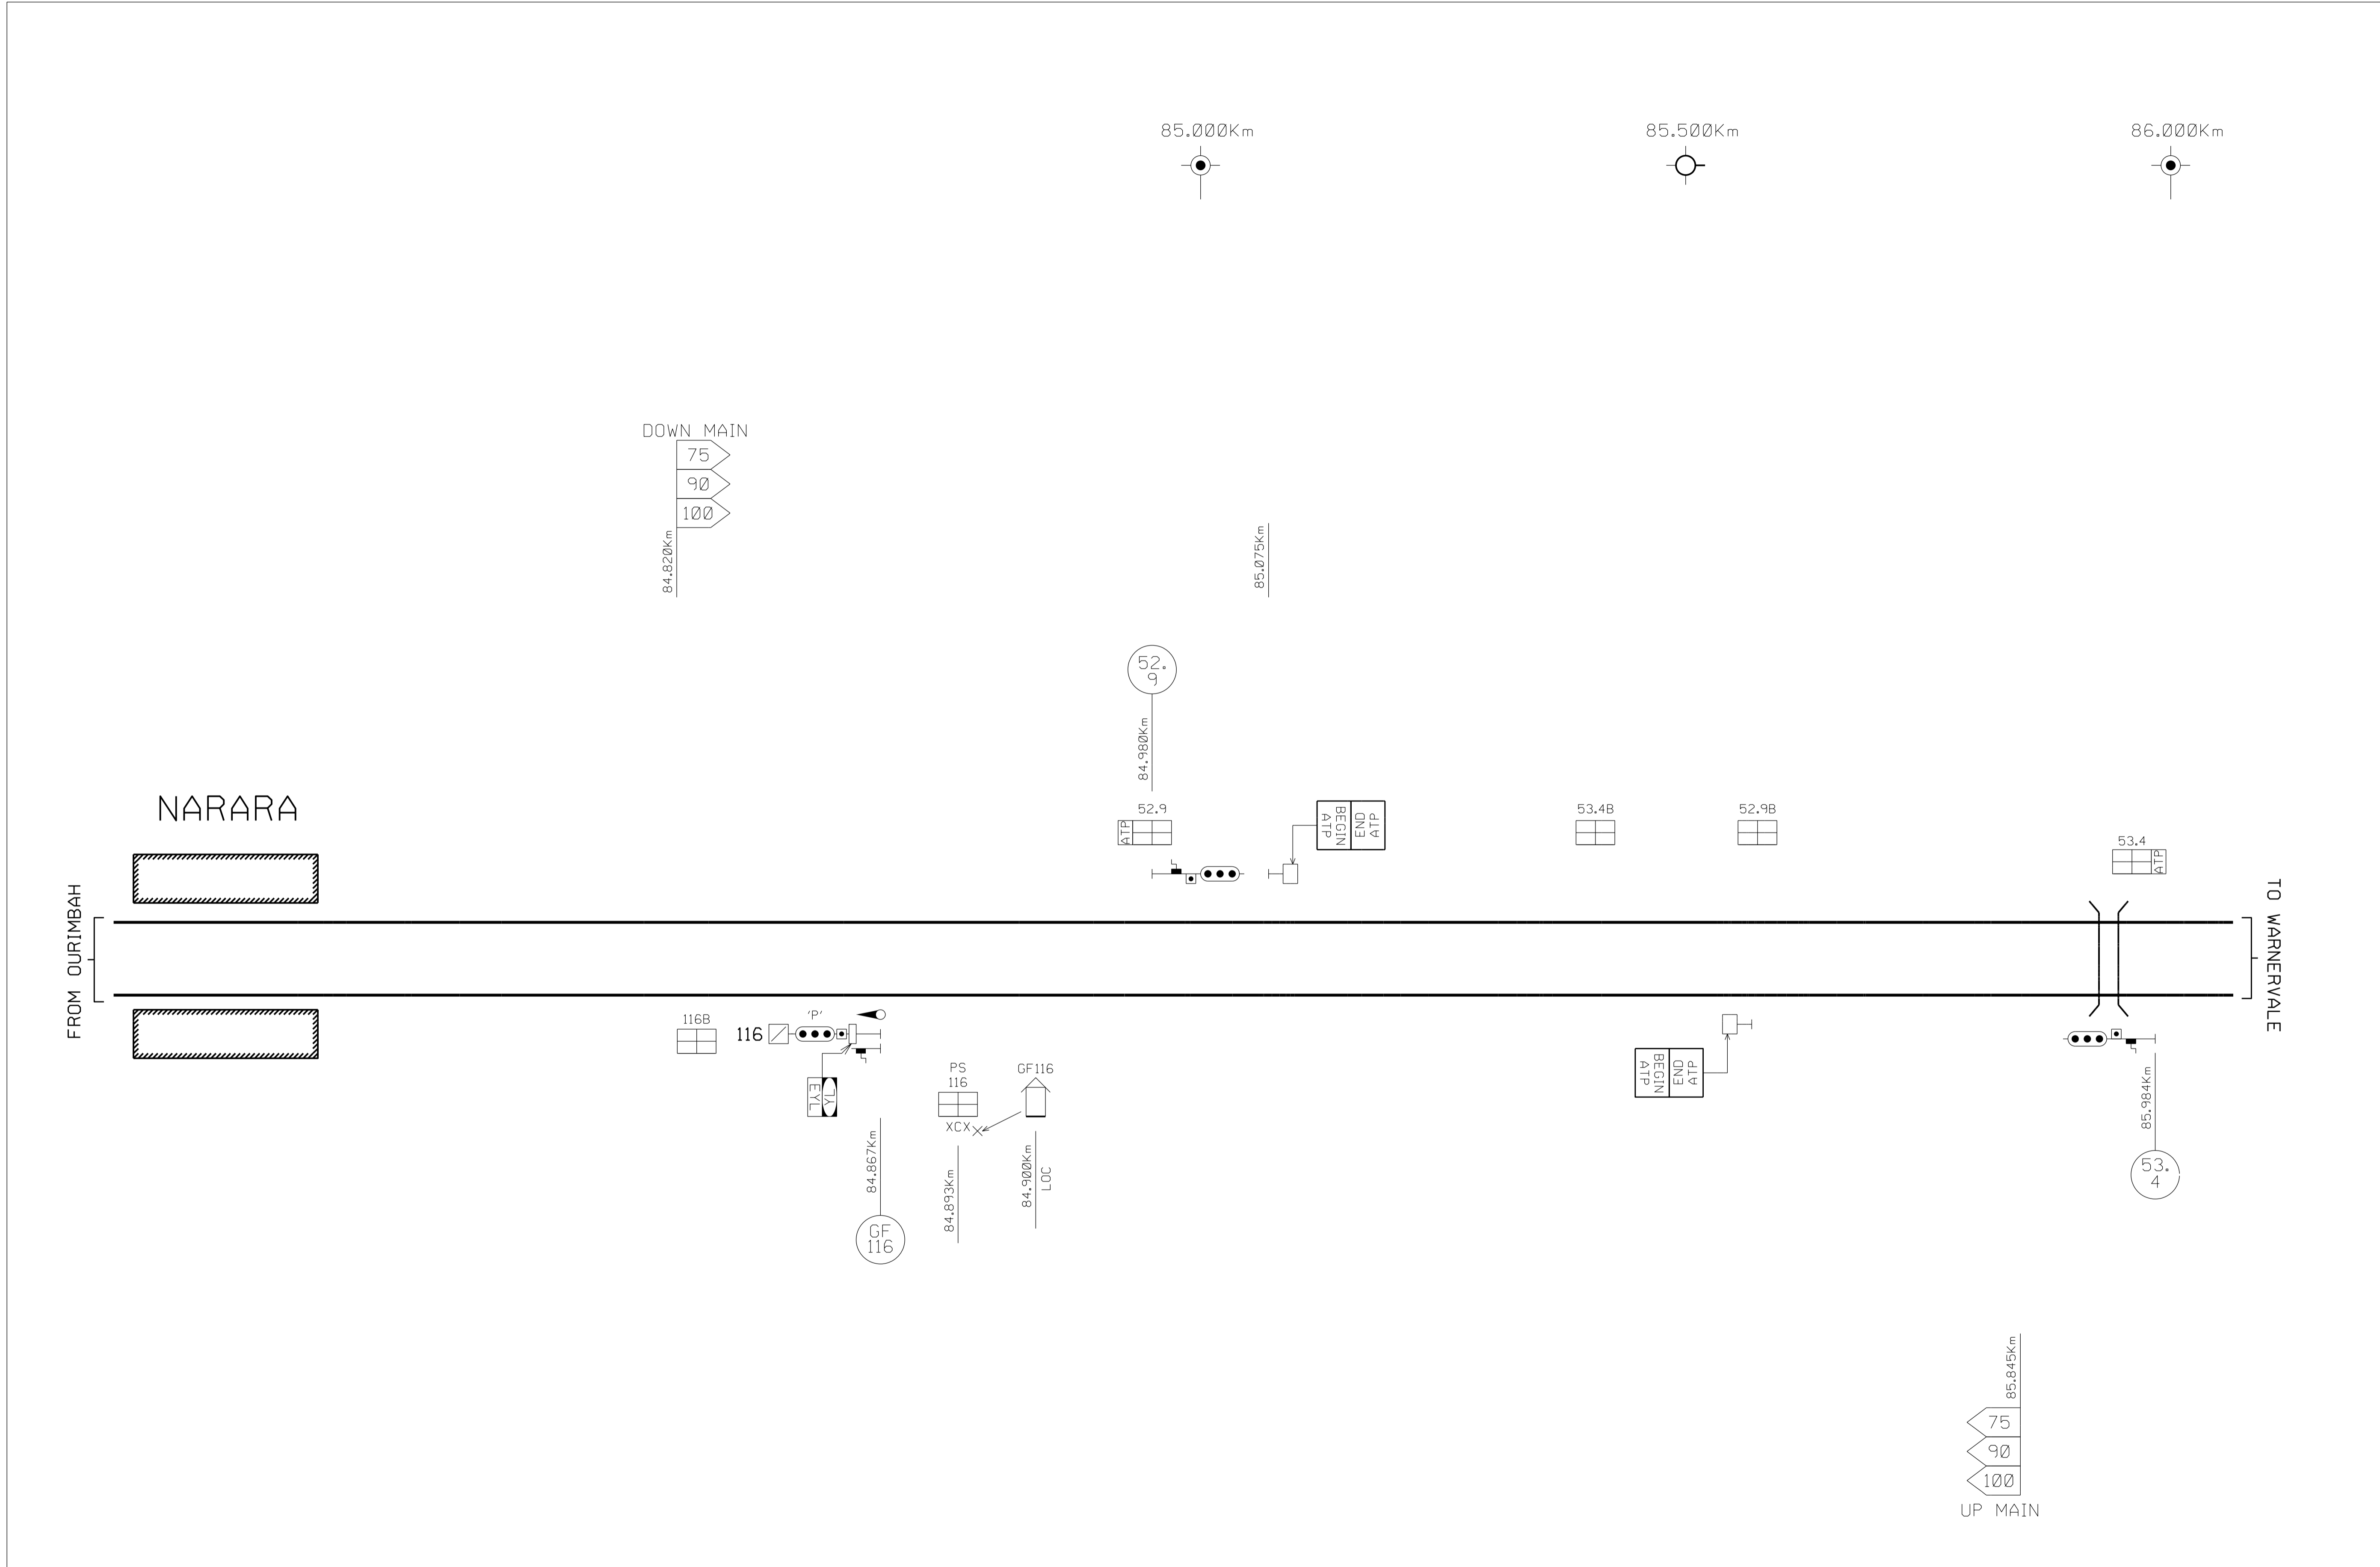 85.000Km
85.500Km
86.000Km
DOWN MAIN
75
90
100
84.820Km
85.075Km
52.
9
84.980Km
NARARA
52.9
ATP
BEGIN
ATP
END
ATP
53.4B
52.9B
53.4
ATP
FROM OURIMBAH
TO WARNERVALE
116B
116
'P'
EYL
YL
PS
116
XCX
GF116
84.867Km
84.893Km
84.900Km
LOC
GF
116
BEGIN
ATP
END
ATP
85.984Km
53.
4
85.845Km
75
90
100
UP MAIN